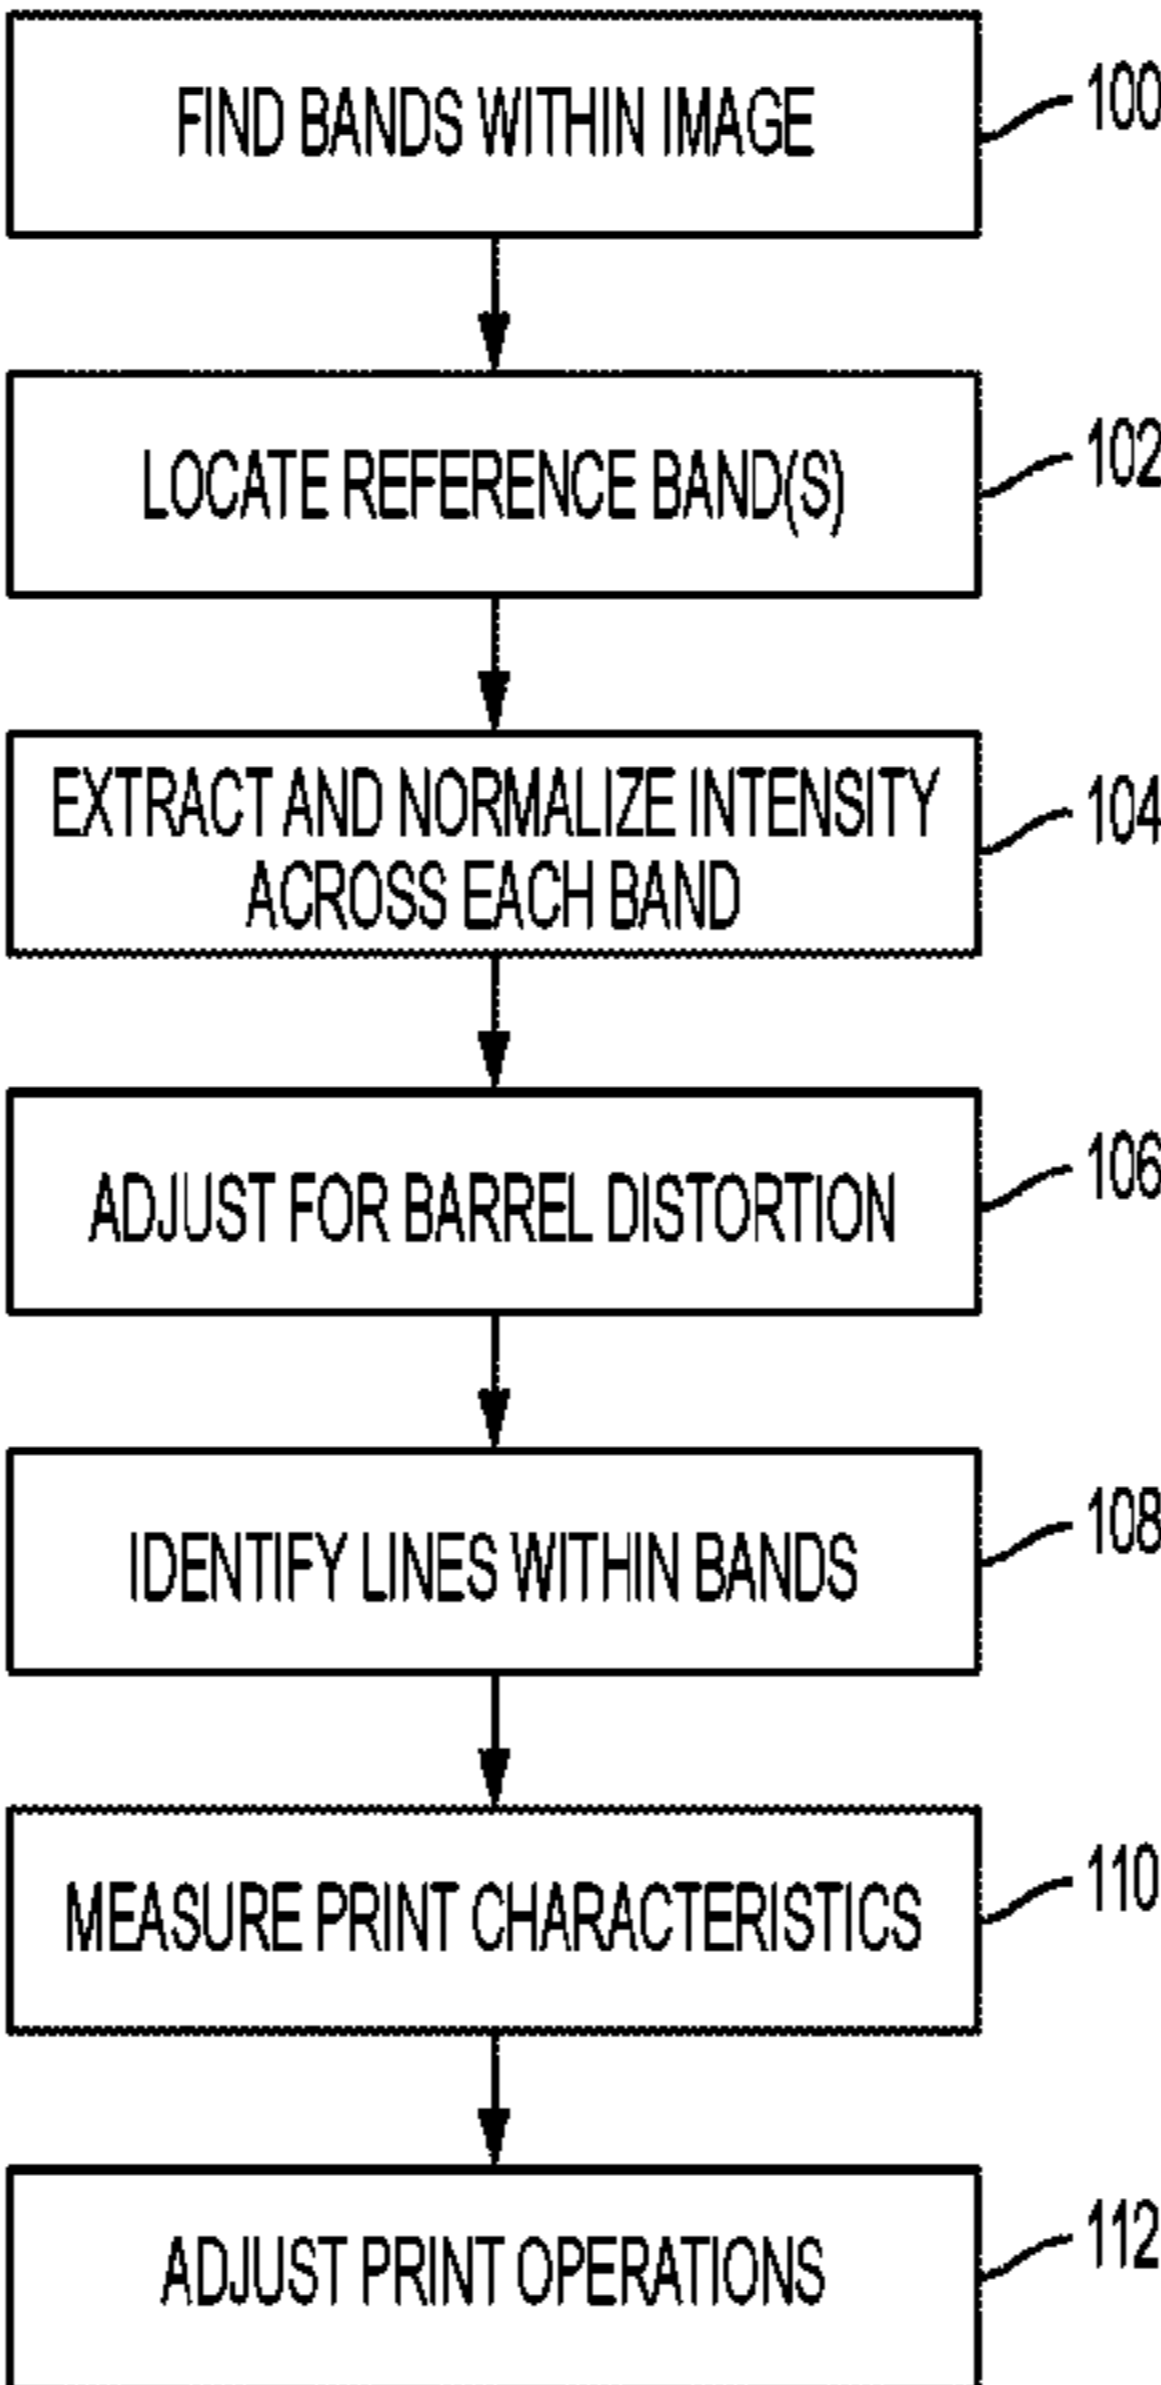 FIND BANDS WITHIN IMAGE
100
LOCATE REFERENCE BAND(S)
102
EXTRACT AND NORMALIZE INTENSITY
ACROSS EACH BAND
104
ADJUST FOR BARREL DISTORTION
106
IDENTIFY LINES WITHIN BANDS
108
MEASURE PRINT CHARACTERISTICS
110
ADJUST PRINT OPERATIONS
112